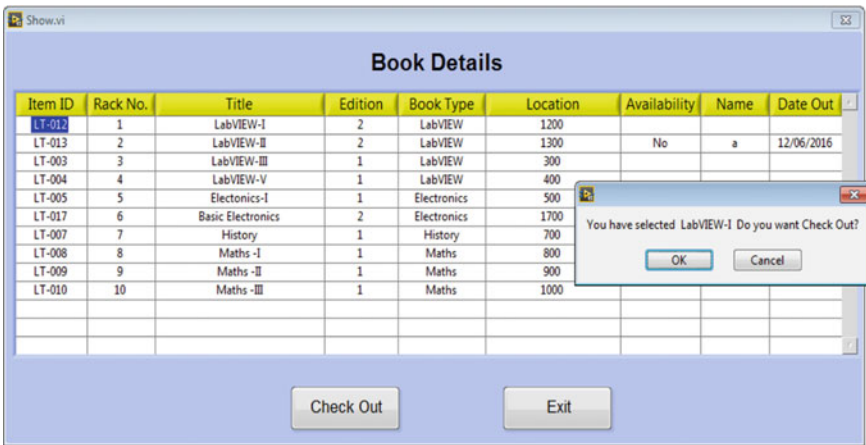 Show.vi
Book Details
Item ID Rack No. Title Edition Book Type Location Availability Name Date Out
LT-012 1 LabVIEW-I 2 LabVIEW 1200
LT-013 2 LabVIEW-II 2 LabVIEW 1300 No a 12/06/2016
LT-003 3 LabVIEW-III 1 LabVIEW 300
LT-004 4 LabVIEW-V 1 LabVIEW 400
LT-005 5 Electonics-I 1 Electronics 500
LT-017 6 Basic Electronics 2 Electronics 1700
LT-007 7 History 1 History 700
LT-008 8 Maths -I 1 Maths 800
LT-009 9 Maths -II 1 Maths 900
LT-010 10 Maths -III 1 Maths 1000
You have selected LabVIEW-I Do you want Check Out?
OK Cancel
Check Out Exit